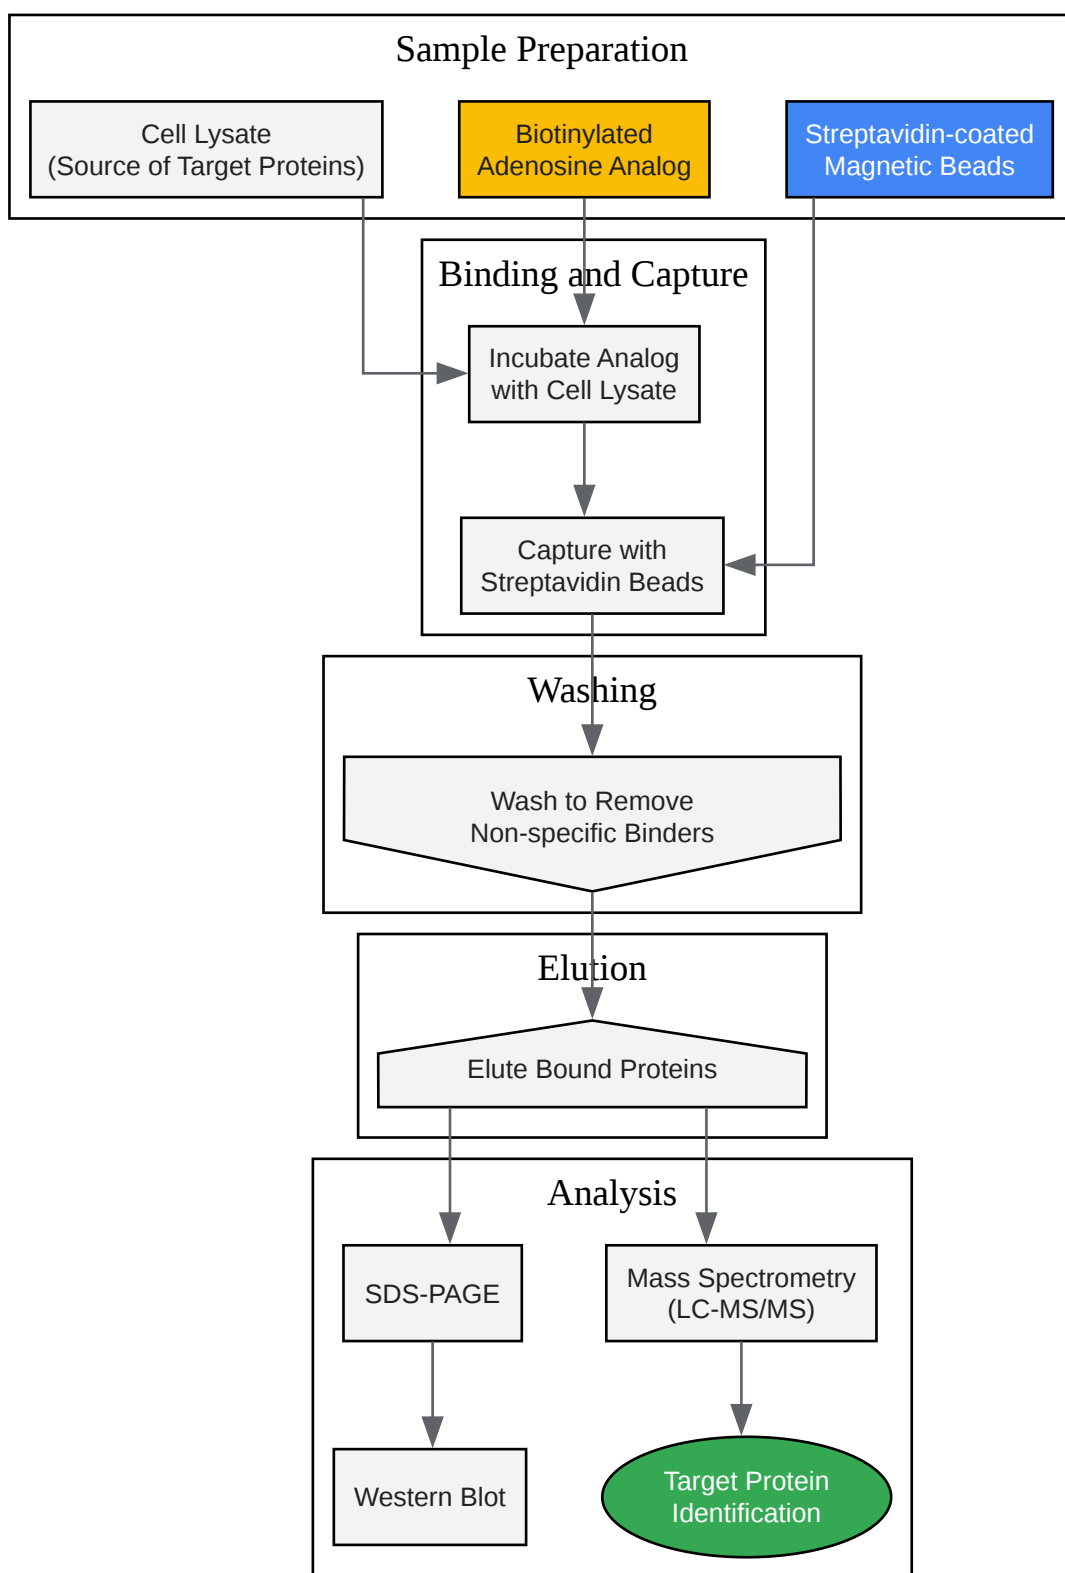 Sample Preparation
Cell Lysate
(Source of Target Proteins)
Biotinylated
Adenosine Analog
Streptavidin-coated
Magnetic Beads
Binding and Capture
Incubate Analog
with Cell Lysate
Capture with
Streptavidin Beads
Washing
Wash to Remove
Non-specific Binders
Elution
Elute Bound Proteins
Analysis
SDS-PAGE
Mass Spectrometry
(LC-MS/MS)
Western Blot
Target Protein
Identification